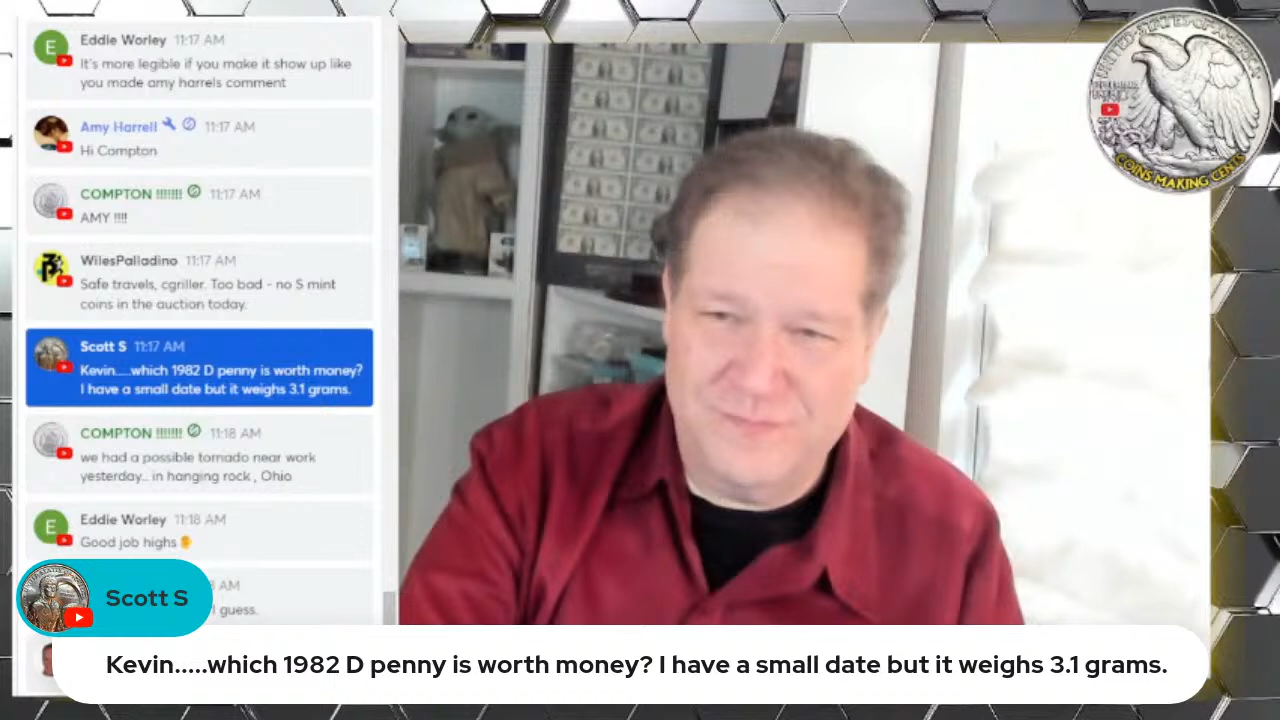 Eddie Worley 11:17 AM
It's more legible if you make it show up like
you made amy harrels comment
Amy Harrell 11:17 AM
Hi Compton
COMPTON !!!!!!! 11:17 AM
AMY !!!!
WilesPalladino 11:17 AM
Safe travels, cgriller. Too bad - no S mint
coins in the auction today.
Scott S 11:17 AM
Kevin.....which 1982 D penny is worth money?
I have a small date but it weighs 3.1 grams.
COMPTON !!!!!!! 11:18 AM
we had a possible tornado near work
yesterday... in hanging rock , Ohio
Eddie Worley 11:18 AM
Good job highs
AM
guess.
Scott S
Kevin.....which 1982 D penny is worth money? I have a small date but it weighs 3.1 grams.
UNITED STATES OF AMERICA
COINS MAKING CENTS